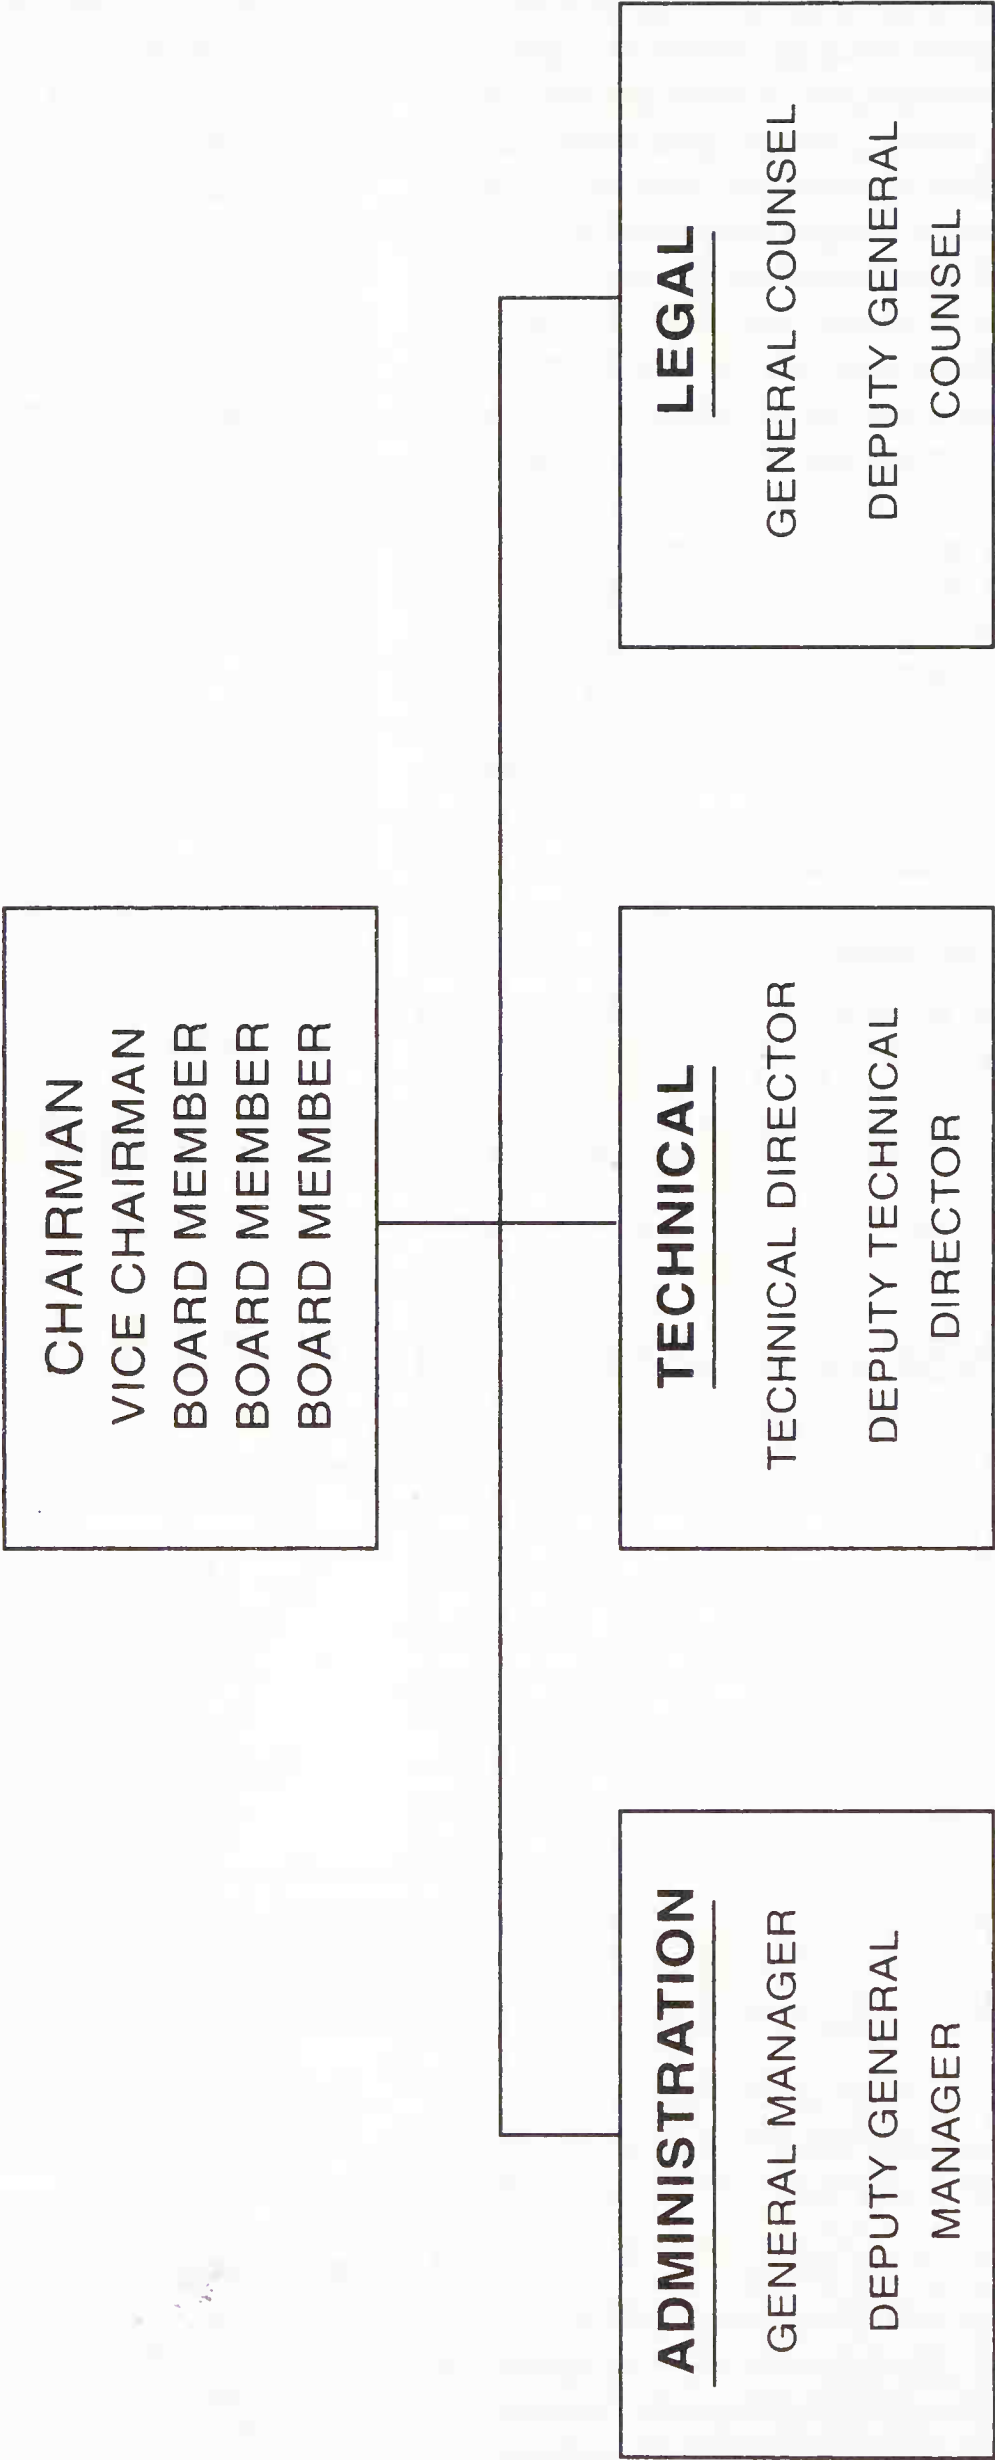 CHAIRMAN
VICE CHAIRMAN
BOARD MEMBER
BOARD MEMBER
BOARD MEMBER
ADMINISTRATION
GENERAL MANAGER
DEPUTY GENERAL
MANAGER
TECHNICAL
TECHNICAL DIRECTOR
DEPUTY TECHNICAL
DIRECTOR
LEGAL
GENERAL COUNSEL
DEPUTY GENERAL
COUNSEL